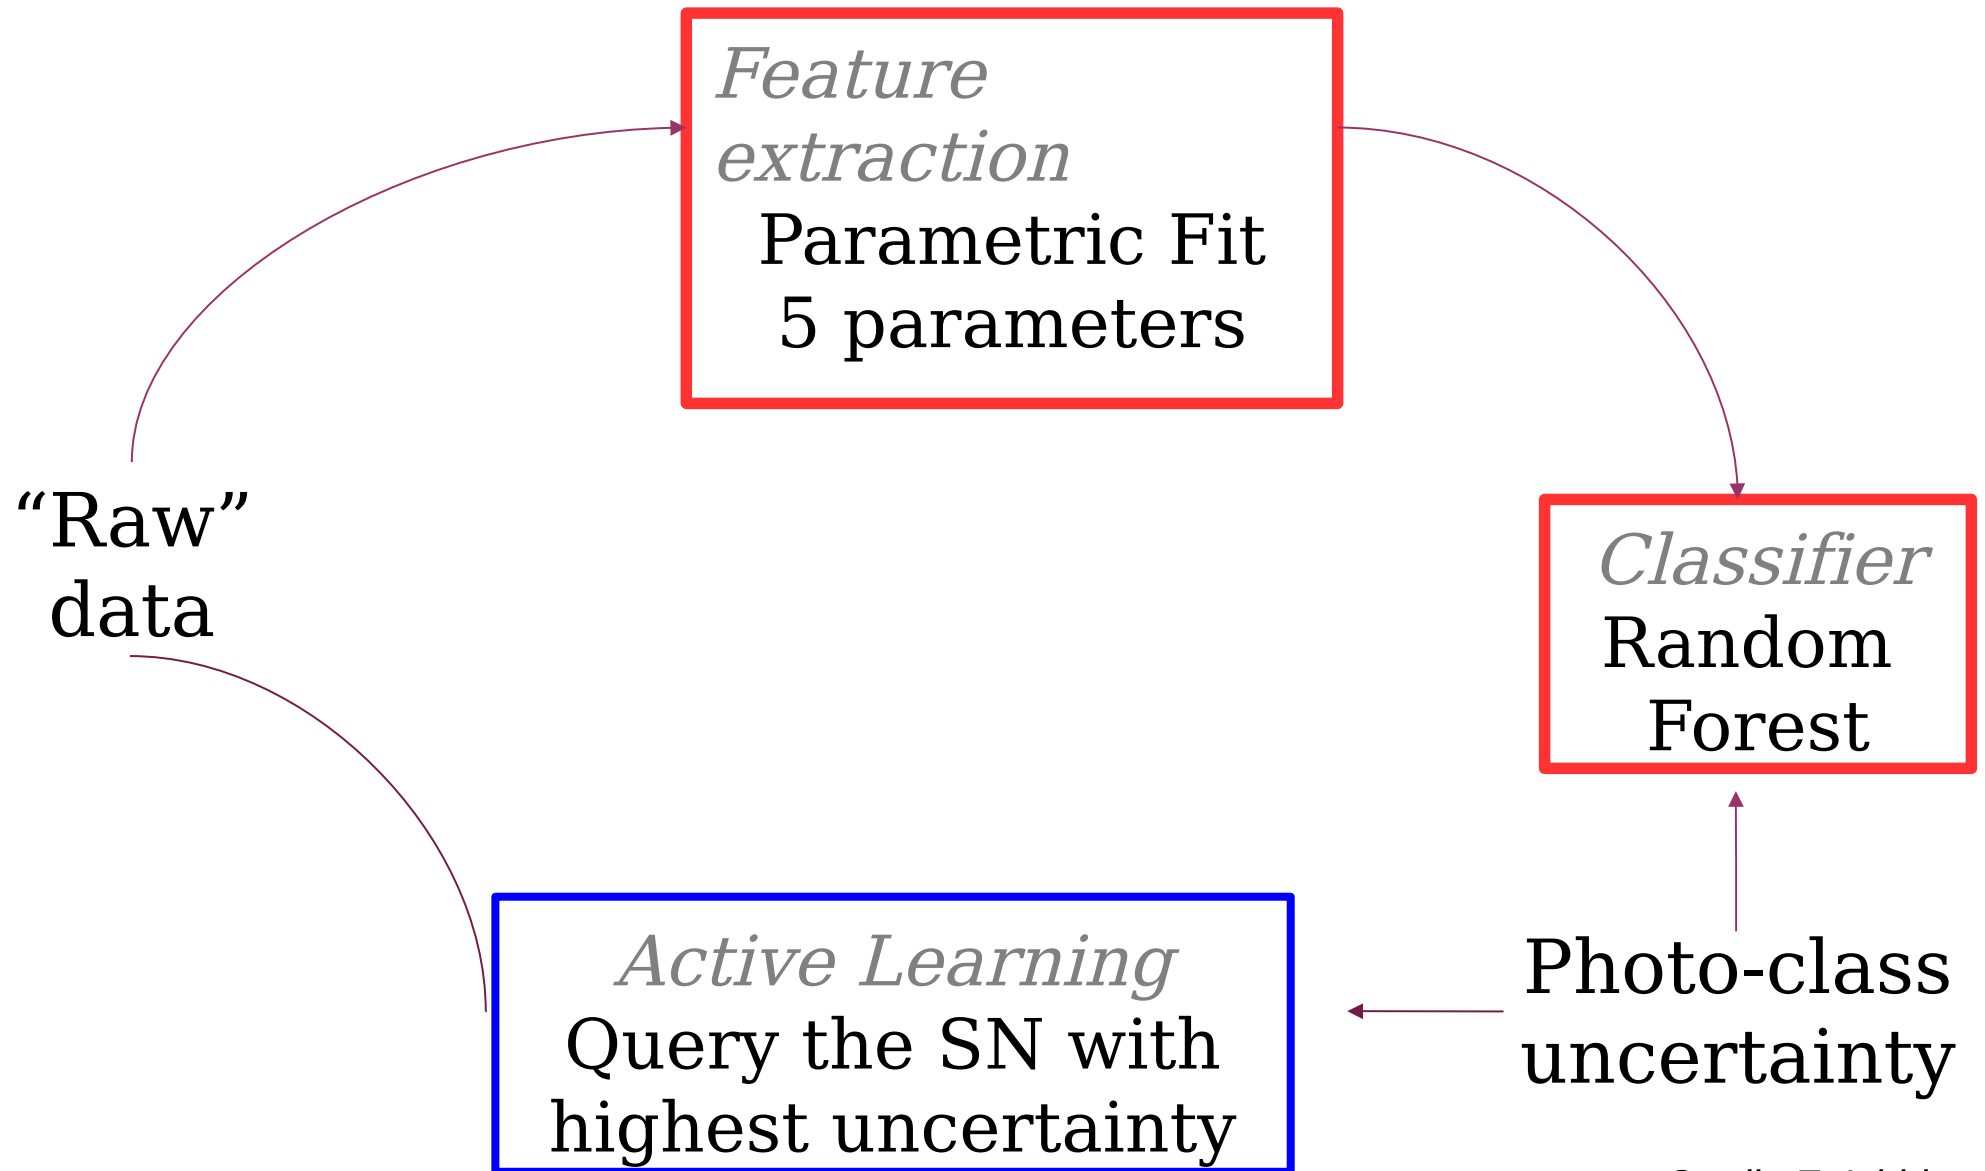 Feature
extraction
Parametric Fit
5 parameters
“Raw”
data
Classifier
Random
Forest
Active Learning
Query the SN with
highest uncertainty
Photo-class
uncertainty